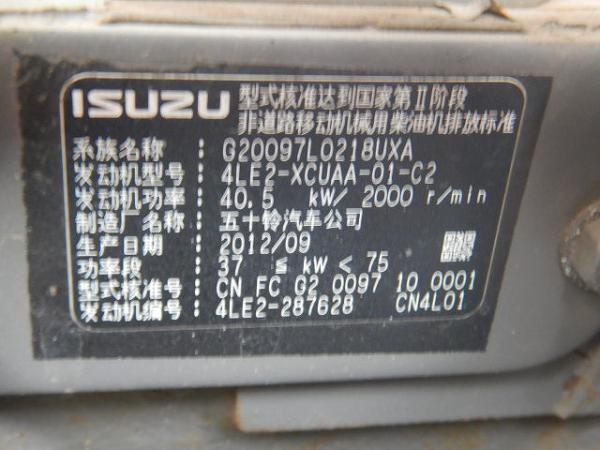 ISUZU 型式核准达到国家第Ⅱ阶段
非道路移动机械用柴油机排放标准
系族名称 : G20097L0218UXA
发动机型号 : 4LE2-XCUAA-01-C2
发动机功率 : 40.5 kW/ 2000 r/min
制造厂名称 : 五十铃汽车公司
生产日期 : 2012/09
功率段 : 37 ≤ kW < 75
型式核准号 : CN FC G2 0097 10 0001
发动机编号 : 4LE2-287628 CN4L01